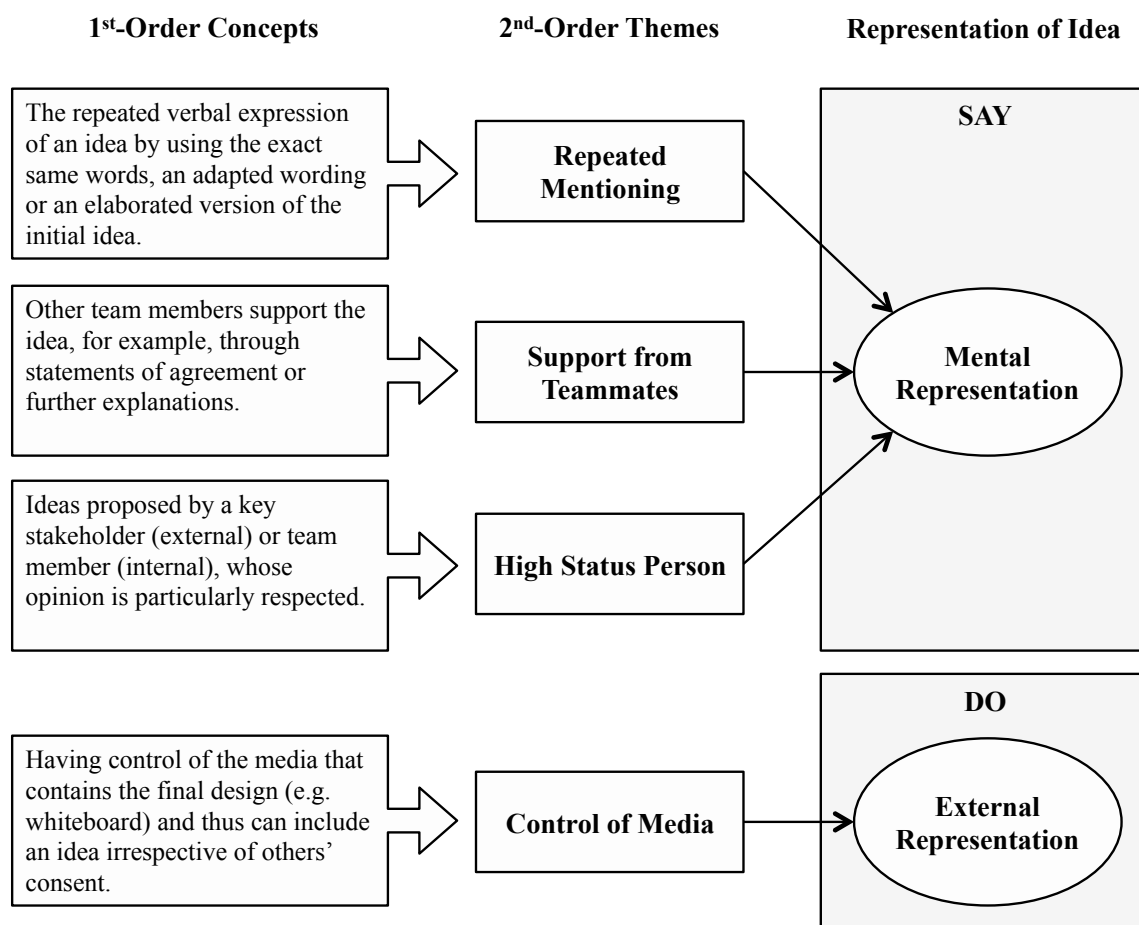 1st-Order Concepts
2nd-Order Themes
Representation of Idea
The repeated verbal expression
of an idea by using the exact
same words, an adapted wording
or an elaborated version of the
initial idea.
Repeated
Mentioning
SAY
Other team members support the
idea, for example, through
statements of agreement or
further explanations.
Support from
Teammates
Mental
Representation
Ideas proposed by a key
stakeholder (external) or team
member (internal), whose
opinion is particularly respected.
High Status Person
DO
Having control of the media that
contains the final design (e.g.
whiteboard) and thus can include
an idea irrespective of others’
consent.
Control of Media
External
Representation